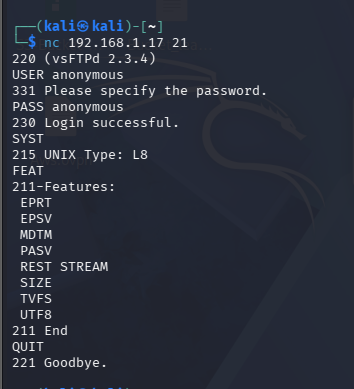 ┌──(kali㉿kali)-[~]
└─$ nc 192.168.1.17 21
220 (vsFTPd 2.3.4)
USER anonymous
331 Please specify the password.
PASS anonymous
230 Login successful.
SYST
215 UNIX Type: L8
FEAT
211-Features:
 EPRT
 EPSV
 MDTM
 PASV
 REST STREAM
 SIZE
 TVFS
 UTF8
211 End
QUIT
221 Goodbye.